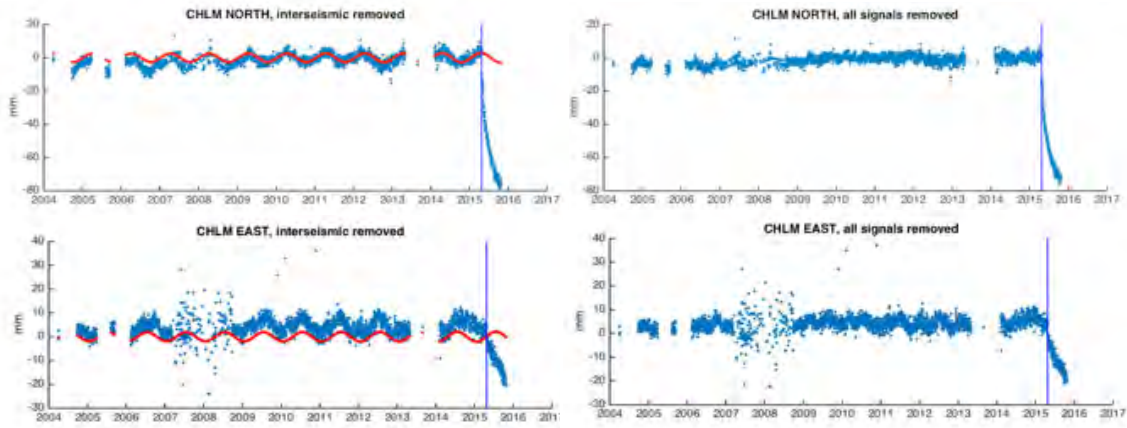 CHLM NORTH, interseismic removed
20
0
-20
-40
-60
-80
mm
2004 2005 2006 2007 2008 2009 2010 2011 2012 2013 2014 2015 2016 2017
CHLM NORTH, all signals removed
20
0
-20
-40
-60
-80
mm
2004 2005 2006 2007 2008 2009 2010 2011 2012 2013 2014 2015 2016 2017
CHLM EAST, interseismic removed
40
30
20
10
0
-10
-20
-30
mm
2004 2005 2006 2007 2008 2009 2010 2011 2012 2013 2014 2015 2016 201
CHLM EAST, all signals removed
40
30
20
10
0
-10
-20
-30
mm
2004 2005 2006 2007 2008 2009 2010 2011 2012 2013 2014 2015 2016 2017